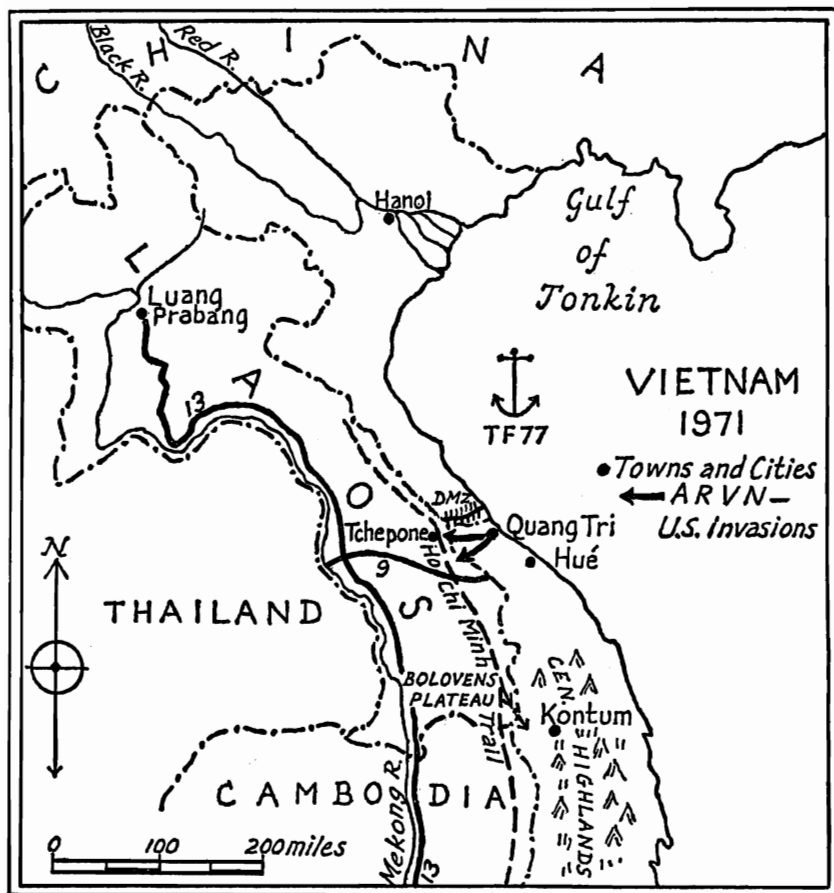 CHINA
Black R.
Red R.
Hanoi
Gulf
of
Tonkin
LAOS
Luang
Prabang
13
TF77
VIETNAM
1971
Towns and Cities
ARVN—
U.S. Invasions
DMZ
Tchepone
Quang Tri
Hué
9
Ho Chi Minh Trail
N
THAILAND
BOLOVENS
PLATEAU
CEN. HIGHLANDS
Kontum
CAMBODIA
Mekong R.
13
0 100 200 miles